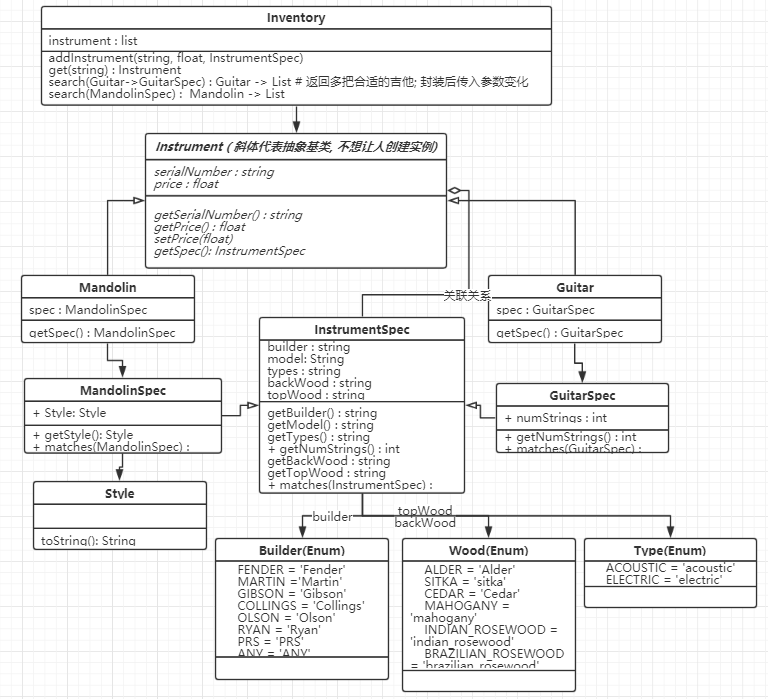 Inventory
instrument : list
addInstrument(string, float, InstrumentSpec)
get(string) : Instrument
search(Guitar->GuitarSpec) : Guitar -> List # 返回多把合适的吉他; 封装后传入参数变化
search(MandolinSpec) : Mandolin -> List
Instrument ( 斜体代表抽象基类, 不想让人创建实例)
serialNumber : string
price : float
getSerialNumber() : string
getPrice() : float
setPrice(float)
getSpec(): InstrumentSpec
Mandolin
spec : MandolinSpec
getSpec() : MandolinSpec
关联关系
Guitar
spec : GuitarSpec
getSpec() : GuitarSpec
InstrumentSpec
builder : string
model: String
types : string
backWood : string
topWood : string
getBuilder() : string
getModel() : string
getTypes() : string
+ getNumStrings() : int
getBackWood : string
getTopWood : string
+ matches(InstrumentSpec) :
MandolinSpec
+ Style: Style
+ getStyle(): Style
+ matches(MandolinSpec) :
GuitarSpec
+ numStrings : int
+ getNumStrings() : int
+ matches(GuitarSpec) :
Style
toString(): String
builder
topWood
backWood
Builder(Enum)
FENDER = 'Fender'
MARTIN ='Martin'
GIBSON = 'Gibson'
COLLINGS = 'Collings'
OLSON = 'Olson'
RYAN = 'Ryan'
PRS = 'PRS'
ANY = 'ANY'
Wood(Enum)
ALDER = 'Alder'
SITKA = 'sitka'
CEDAR = 'Cedar'
MAHOGANY =
'mahogany'
INDIAN_ROSEWOOD =
'indian_rosewood'
BRAZILIAN_ROSEWOOD
= 'brazilian_rosewood'
Type(Enum)
ACOUSTIC = 'acoustic'
ELECTRIC = 'electric'